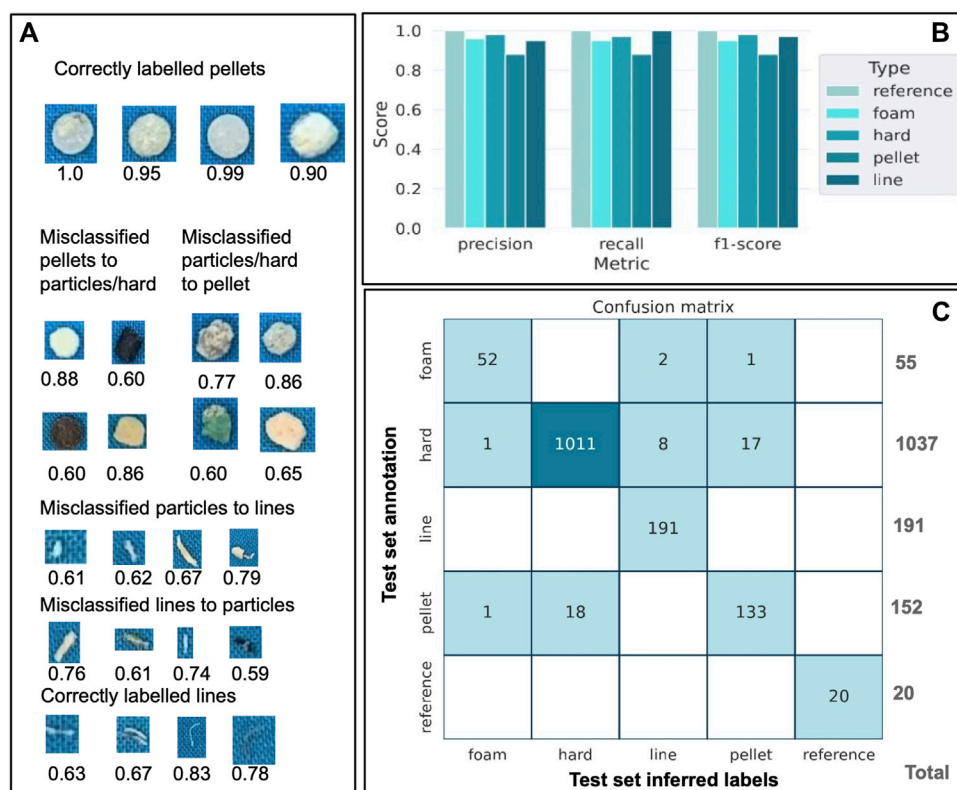 A
Correctly labelled pellets
1.0 0.95 0.99 0.90
Misclassified pellets to particles/hard
Misclassified particles/hard to pellet
0.88 0.60 0.77 0.86
0.60 0.86 0.60 0.65
Misclassified particles to lines
0.61 0.62 0.67 0.79
Misclassified lines to particles
0.76 0.61 0.74 0.59
Correctly labelled lines
0.63 0.67 0.83 0.78
B
1.0
0.8
0.6
0.4
0.2
0.0
Score
precision recall f1-score
Metric
Type
reference
foam
hard
pellet
line
C
Confusion matrix
Test set annotation
foam 52 2 1 55
hard 1 1011 8 17 1037
line 191 191
pellet 1 18 133 152
reference 20 20
foam hard line pellet reference
Test set inferred labels Total